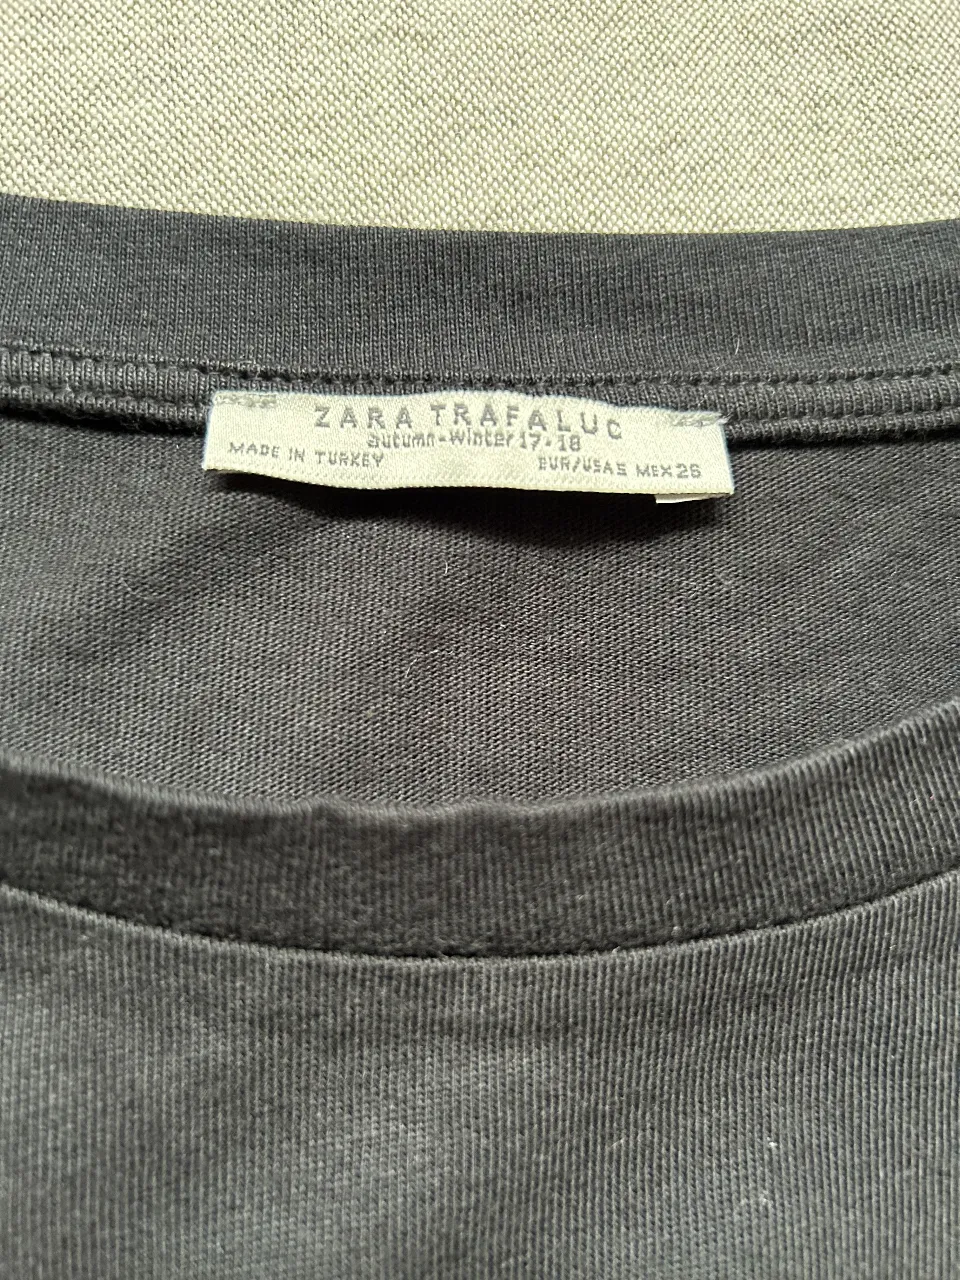 ZARA TRAFALUC
autumn-winter 17-18
MADE IN TURKEY
EUR/USA S MEX 26